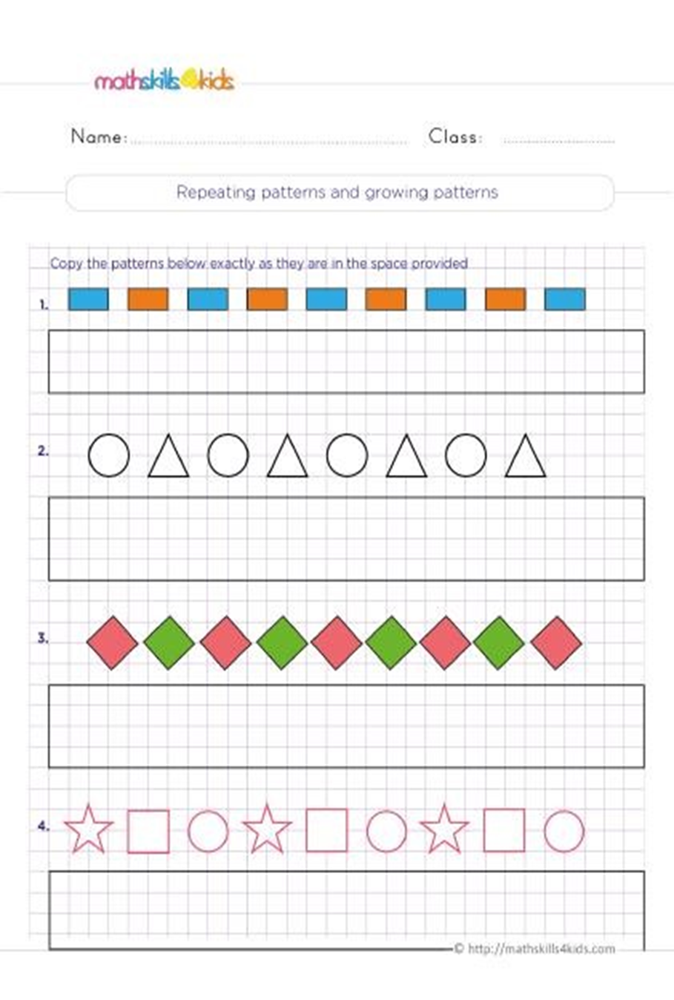 mathskills4kids
Name: Class:
Repeating patterns and growing patterns
Copy the patterns below exactly as they are in the space provided
1.
2.
3.
4.
© http://mathskills4kids.com